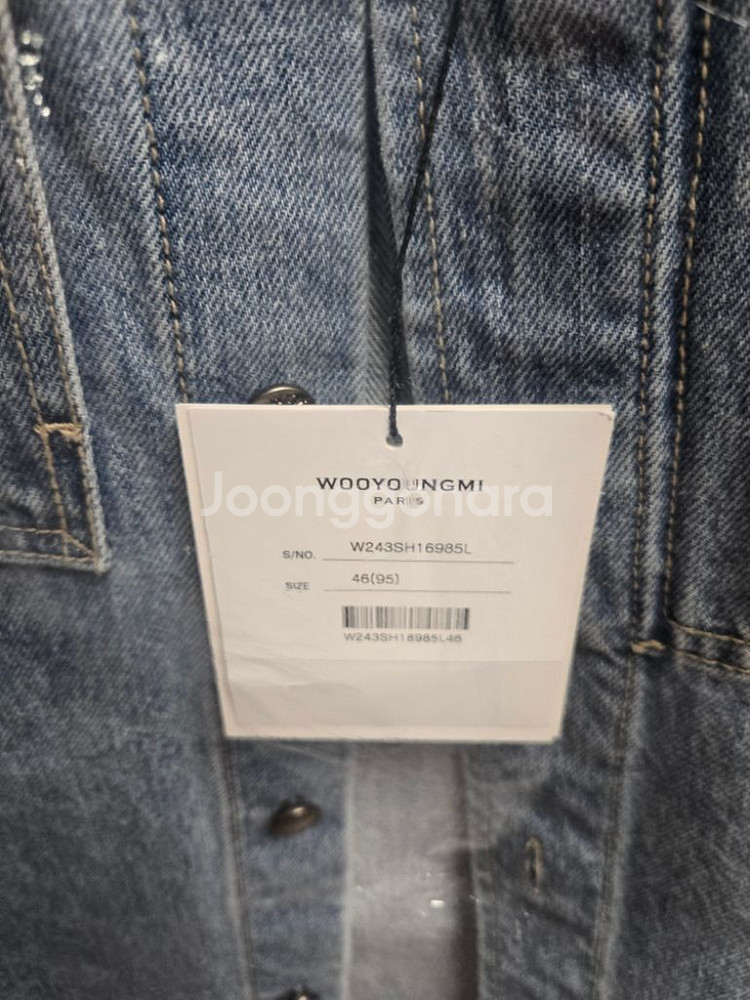 WOOYOUNGMI
PARIS
Joonggonara
S/NO. W243SH16985L
SIZE 46(95)
W243SH16985L46